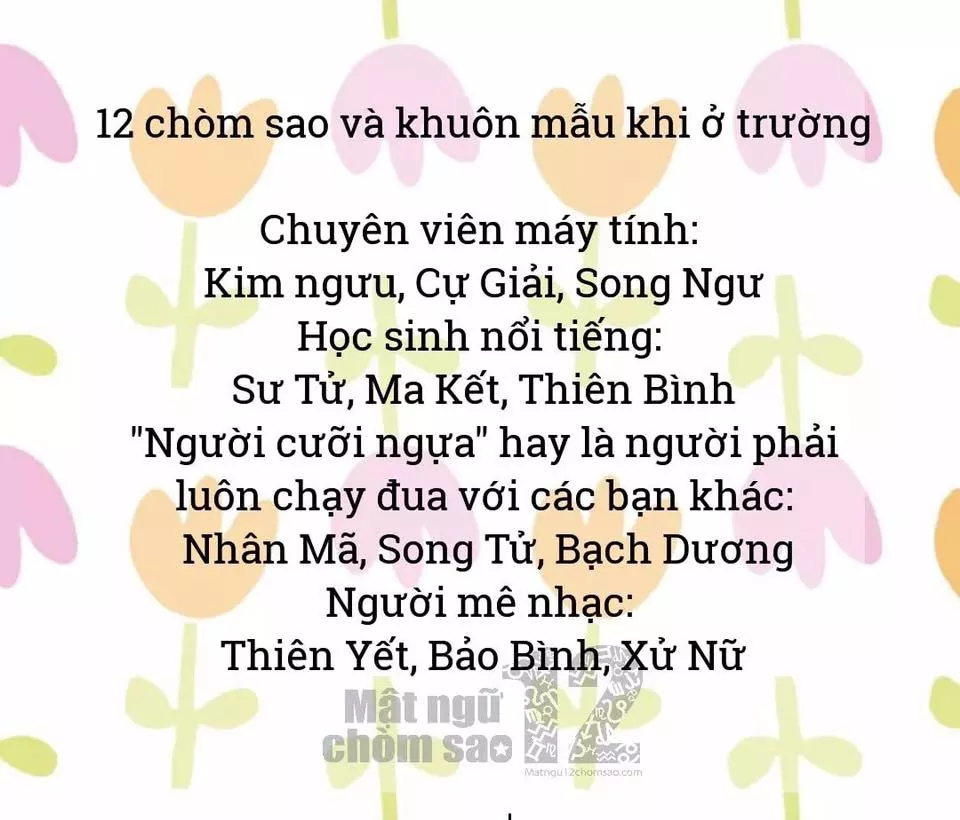 12 chòm sao và khuôn mẫu khi ở trường
Chuyên viên máy tính:
Kim ngưu, Cự Giải, Song Ngư
Học sinh nổi tiếng:
Sư Tử, Ma Kết, Thiên Bình
"Người cưỡi ngựa" hay là người phải
luôn chạy đua với các bạn khác:
Nhân Mã, Song Tử, Bạch Dương
Người mê nhạc:
Thiên Yết, Bảo Bình, Xử Nữ
Mật ngữ 12
chòm sao
Matngu12chomsao.com